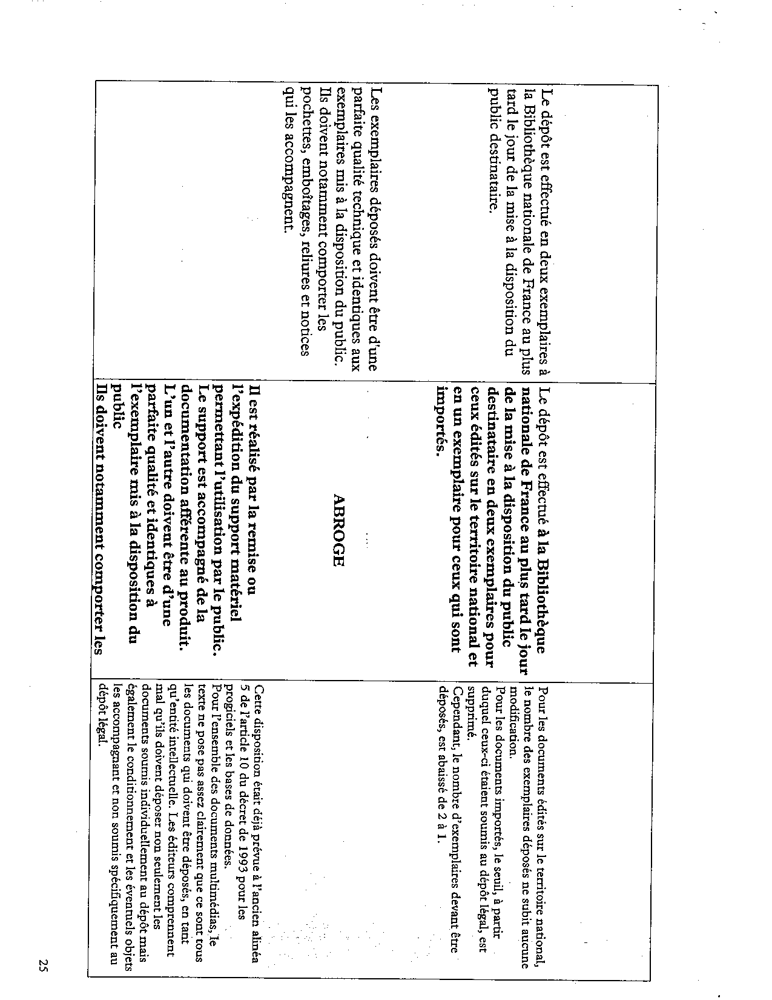 Le dépôt est effectué en deux exemplaires à
la Bibliothèque nationale de France au plus
tard le jour de la mise à la disposition du
public destinataire.
Les exemplaires déposés doivent être d'une
parfaite qualité technique et identiques aux
exemplaires mis à la disposition du public.
Ils doivent notamment comporter les
pochettes, emboîtages, reliures et notices
qui les accompagnent.
Le dépôt est effectué à la Bibliothèque
nationale de France au plus tard le jour
de la mise à la disposition du public
destinataire en deux exemplaires pour
ceux édités sur le territoire national et
en un exemplaire pour ceux qui sont
importés.
ABROGE
Il est réalisé par la remise ou
l'expédition du support matériel
permettant l'utilisation par le public.
Le support est accompagné de la
documentation afférente au produit.
L'un et l'autre doivent être d'une
parfaite qualité et identiques à
l'exemplaire mis à la disposition du
public
Ils doivent notamment comporter les
Pour les documents édités sur le territoire national,
le nombre des exemplaires déposés ne subit aucune
modification.
Pour les documents importés, le seuil, à partir
duquel ceux-ci étaient soumis au dépôt légal, est
supprimé.
Cependant, le nombre d'exemplaires devant être
déposés, est abaissé de 2 à 1.
Cette disposition était déjà prévue à l'ancien alinéa
5 de l'article 10 du décret de 1993 pour les
progiciels et les bases de données.
Pour l'ensemble des documents multimédias, le
texte ne pose pas assez clairement que ce sont tous
les documents qui doivent être déposés, en tant
qu'entité intellectuelle. Les éditeurs comprennent
mal qu'ils doivent déposer non seulement les
documents soumis individuellement au dépôt mais
également le conditionnement et les éventuels objets
les accompagnant et non soumis spécifiquement au
dépôt légal.
25